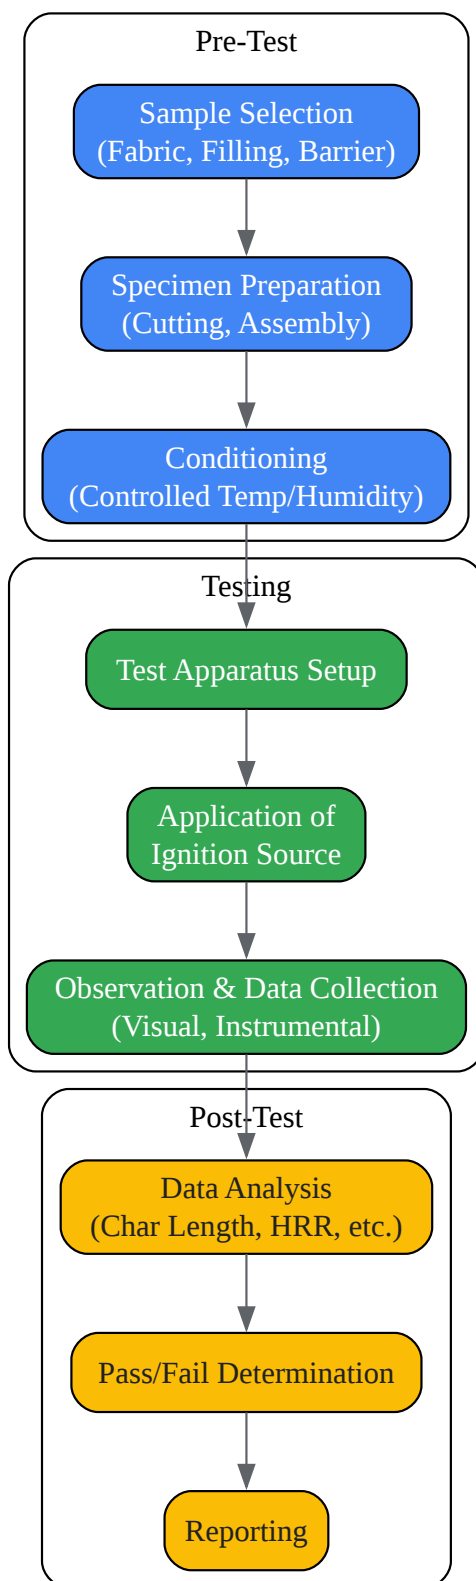 Pre-Test
Sample Selection
(Fabric, Filling, Barrier)
Specimen Preparation
(Cutting, Assembly)
Conditioning
(Controlled Temp/Humidity)
Testing
Test Apparatus Setup
Application of
Ignition Source
Observation & Data Collection
(Visual, Instrumental)
Post-Test
Data Analysis
(Char Length, HRR, etc.)
Pass/Fail Determination
Reporting